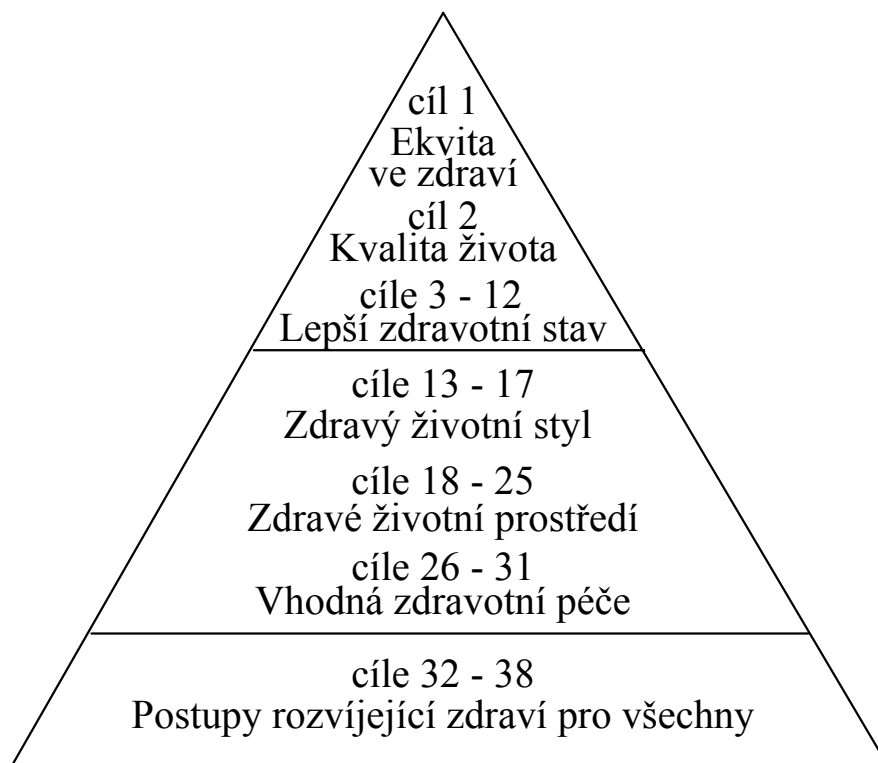 cíl 1
Ekvita
ve zdraví
cíl 2
Kvalita života
cíle 3 - 12
Lepší zdravotní stav
cíle 13 - 17
Zdravý životní styl
cíle 18 - 25
Zdravé životní prostředí
cíle 26 - 31
Vhodná zdravotní péče
cíle 32 - 38
Postupy rozvíjející zdraví pro všechny